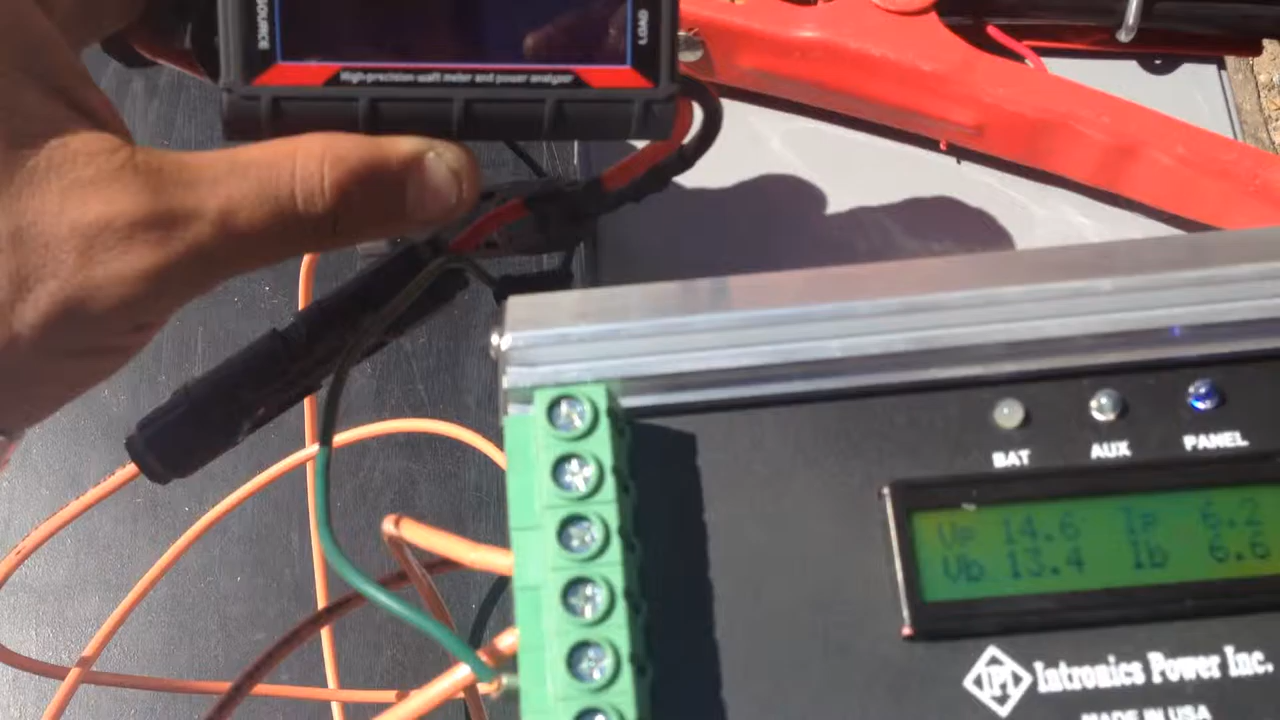 SOURCE
LOAD
High-precision watt meter and power analyzer
BAT
AUX
PANEL
Vp 14.6 Ip 6.2
Vb 13.4 Ib 6.6
IPI
Intronics Power Inc.
MADE IN USA